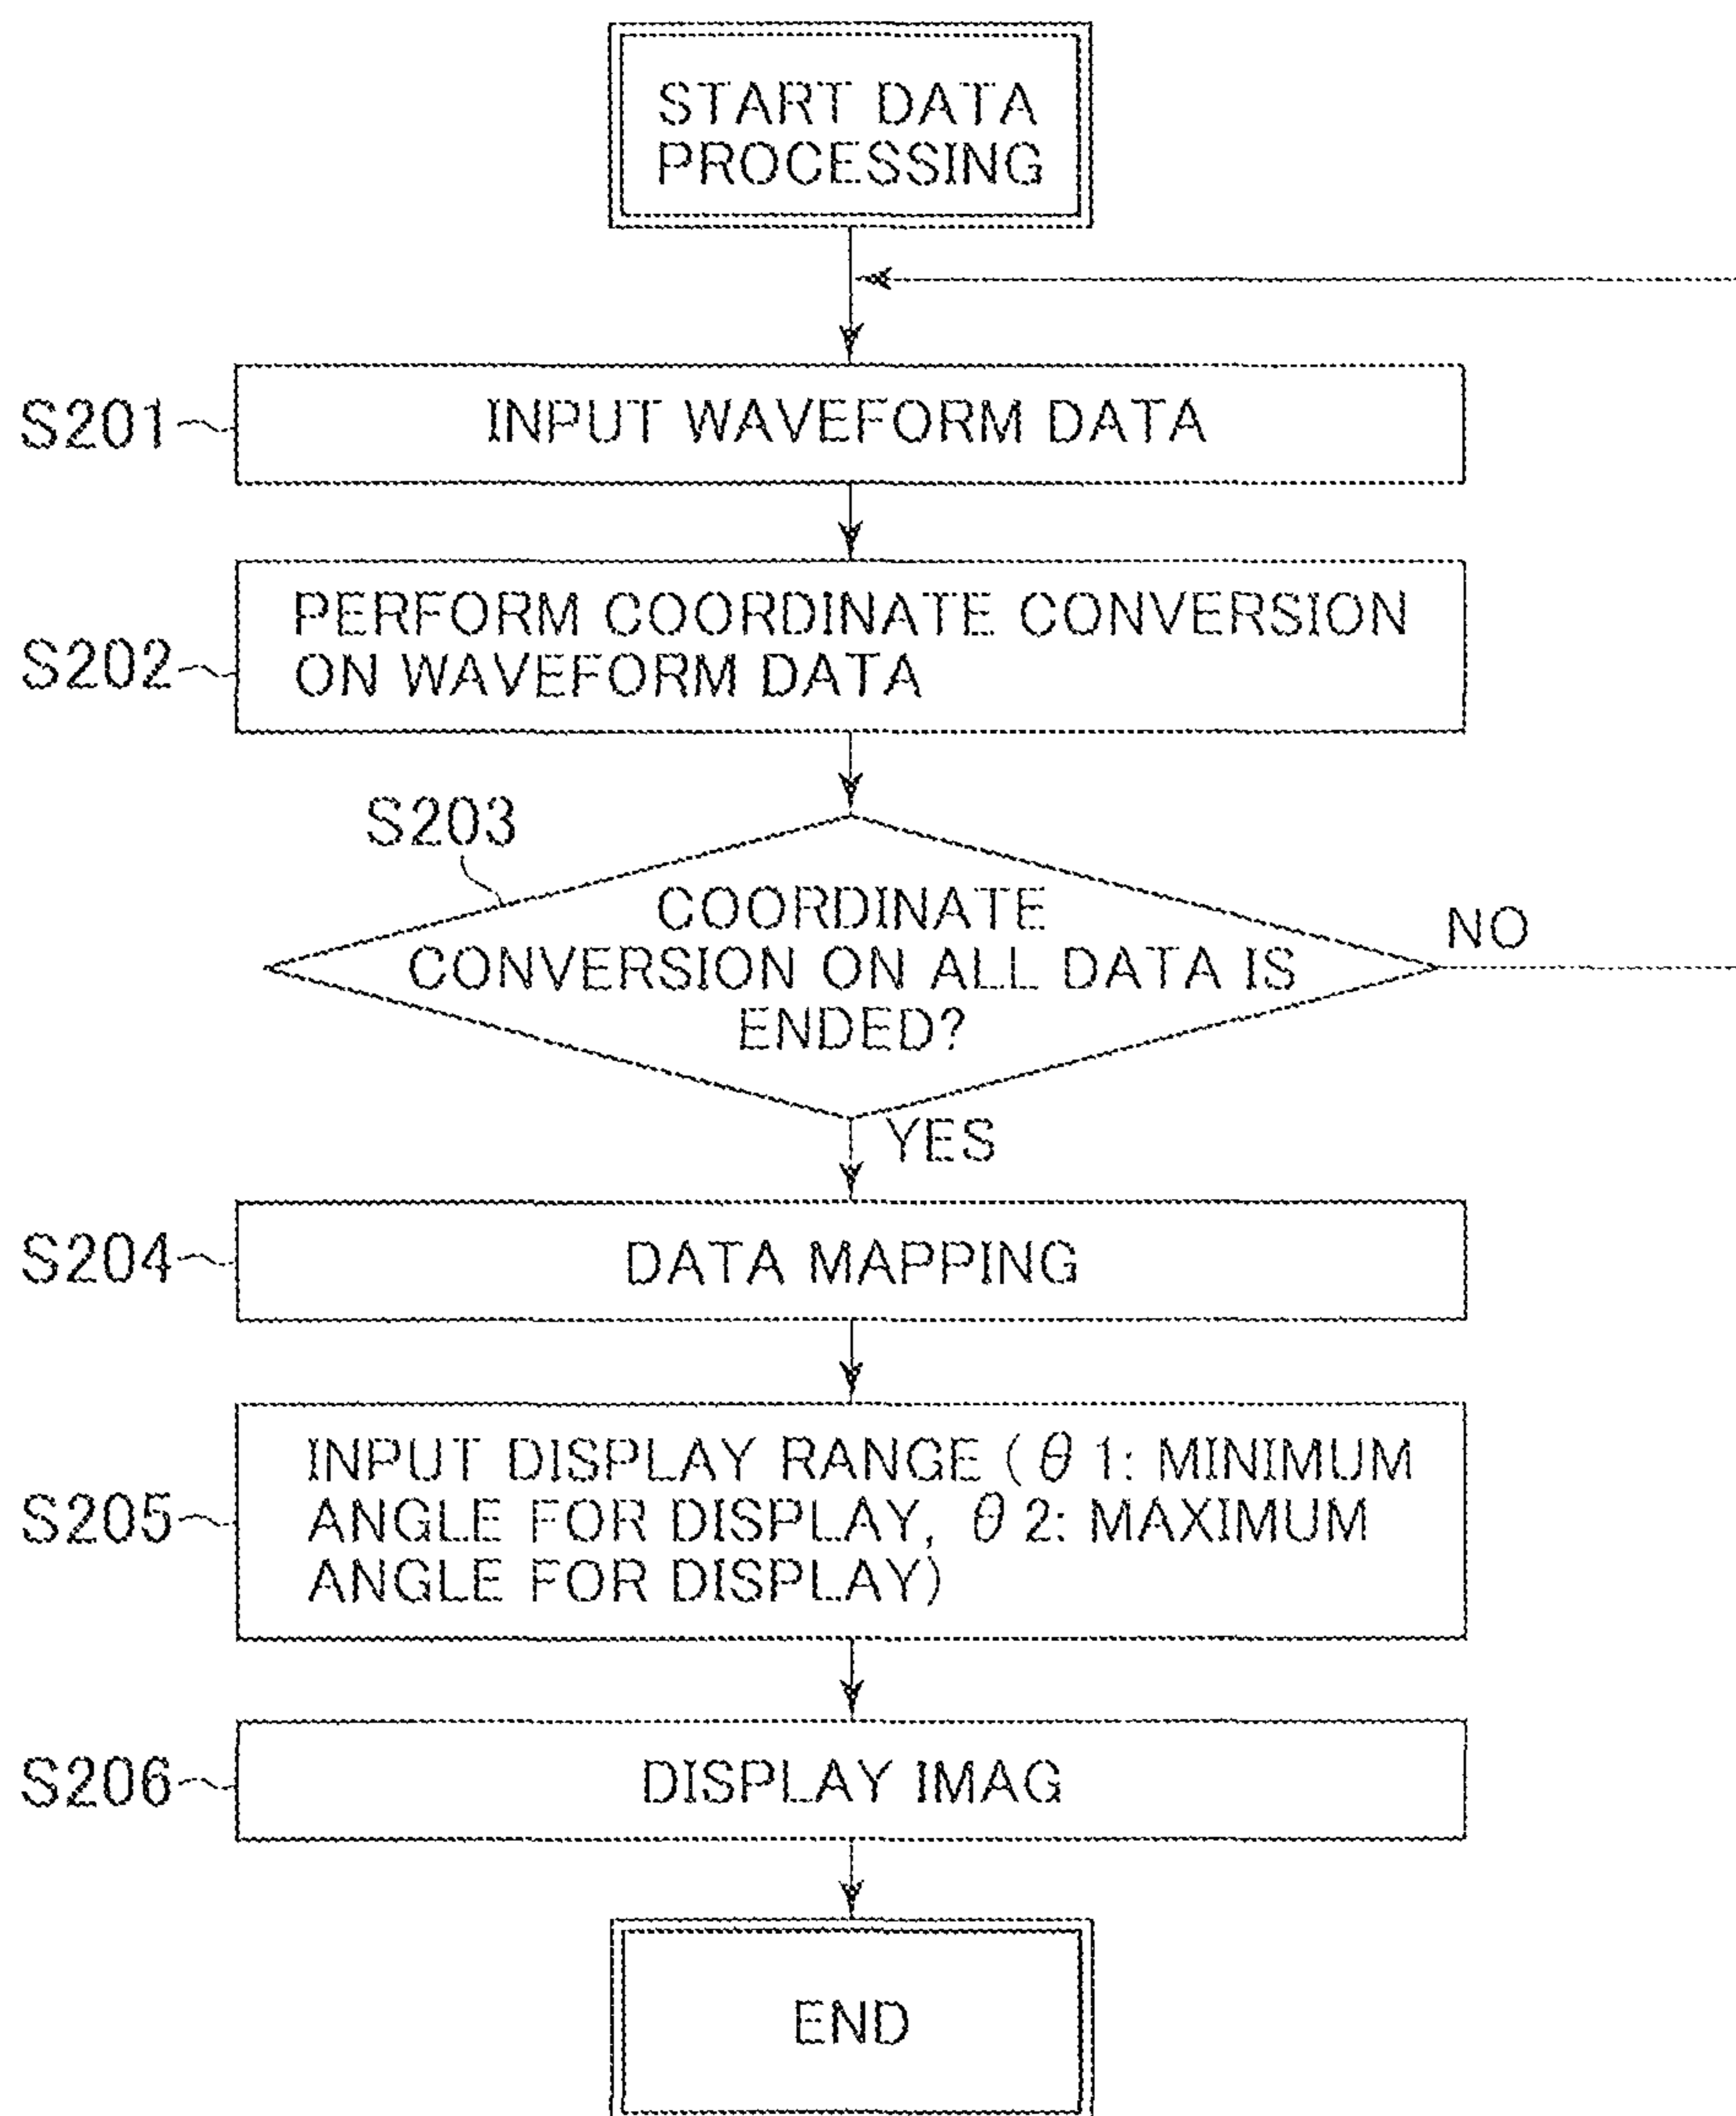 START DATA
PROCESSING
S201
INPUT WAVEFORM DATA
S202
PERFORM COORDINATE CONVERSION
ON WAVEFORM DATA
S203
COORDINATE
CONVERSION ON ALL DATA IS
ENDED?
NO
YES
S204
DATA MAPPING
S205
INPUT DISPLAY RANGE (θ1: MINIMUM
ANGLE FOR DISPLAY, θ2: MAXIMUM
ANGLE FOR DISPLAY)
S206
DISPLAY IMAG
END